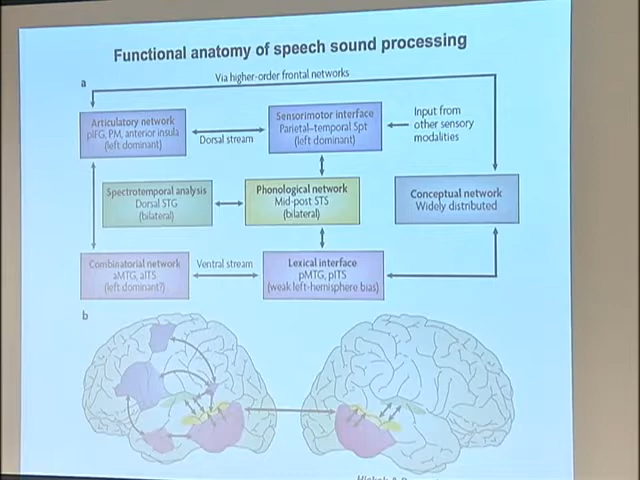 Functional anatomy of speech sound processing
a
Via higher-order frontal networks
Articulatory network
pIFG, PM, anterior insula
(left dominant)
Dorsal stream
Sensorimotor interface
Parietal–temporal Spt
(left dominant)
Input from
other sensory
modalities
Spectrotemporal analysis
Dorsal STG
(bilateral)
Phonological network
Mid-post STS
(bilateral)
Conceptual network
Widely distributed
Combinatorial network
aMTG, aITS
(left dominant?)
Ventral stream
Lexical interface
pMTG, pITS
(weak left-hemisphere bias)
b